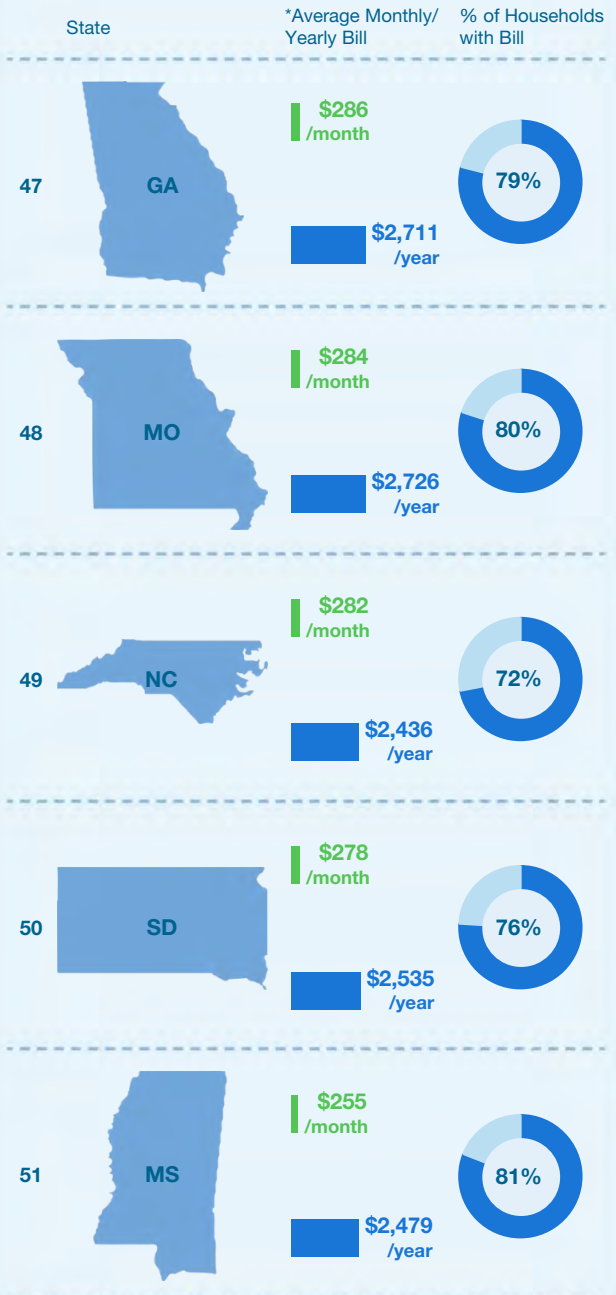 State
*Average Monthly/
Yearly Bill
% of Households
with Bill
47
GA
$286
/month
$2,711
/year
79%
48
MO
$284
/month
$2,726
/year
80%
49
NC
$282
/month
$2,436
/year
72%
50
SD
$278
/month
$2,535
/year
76%
51
MS
$255
/month
$2,479
/year
81%